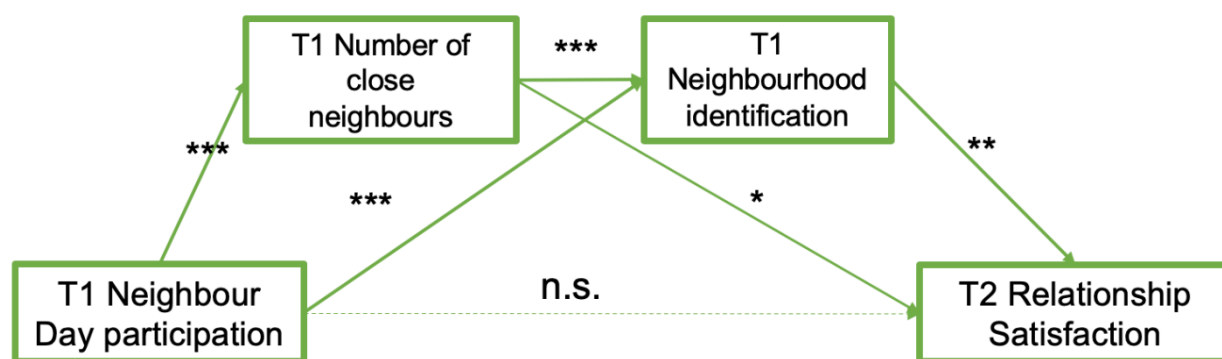 T1 Number of
close
neighbours
***
T1
Neighbourhood
identification
***
***
*
**
n.s.
T1 Neighbour
Day participation
T2 Relationship
Satisfaction